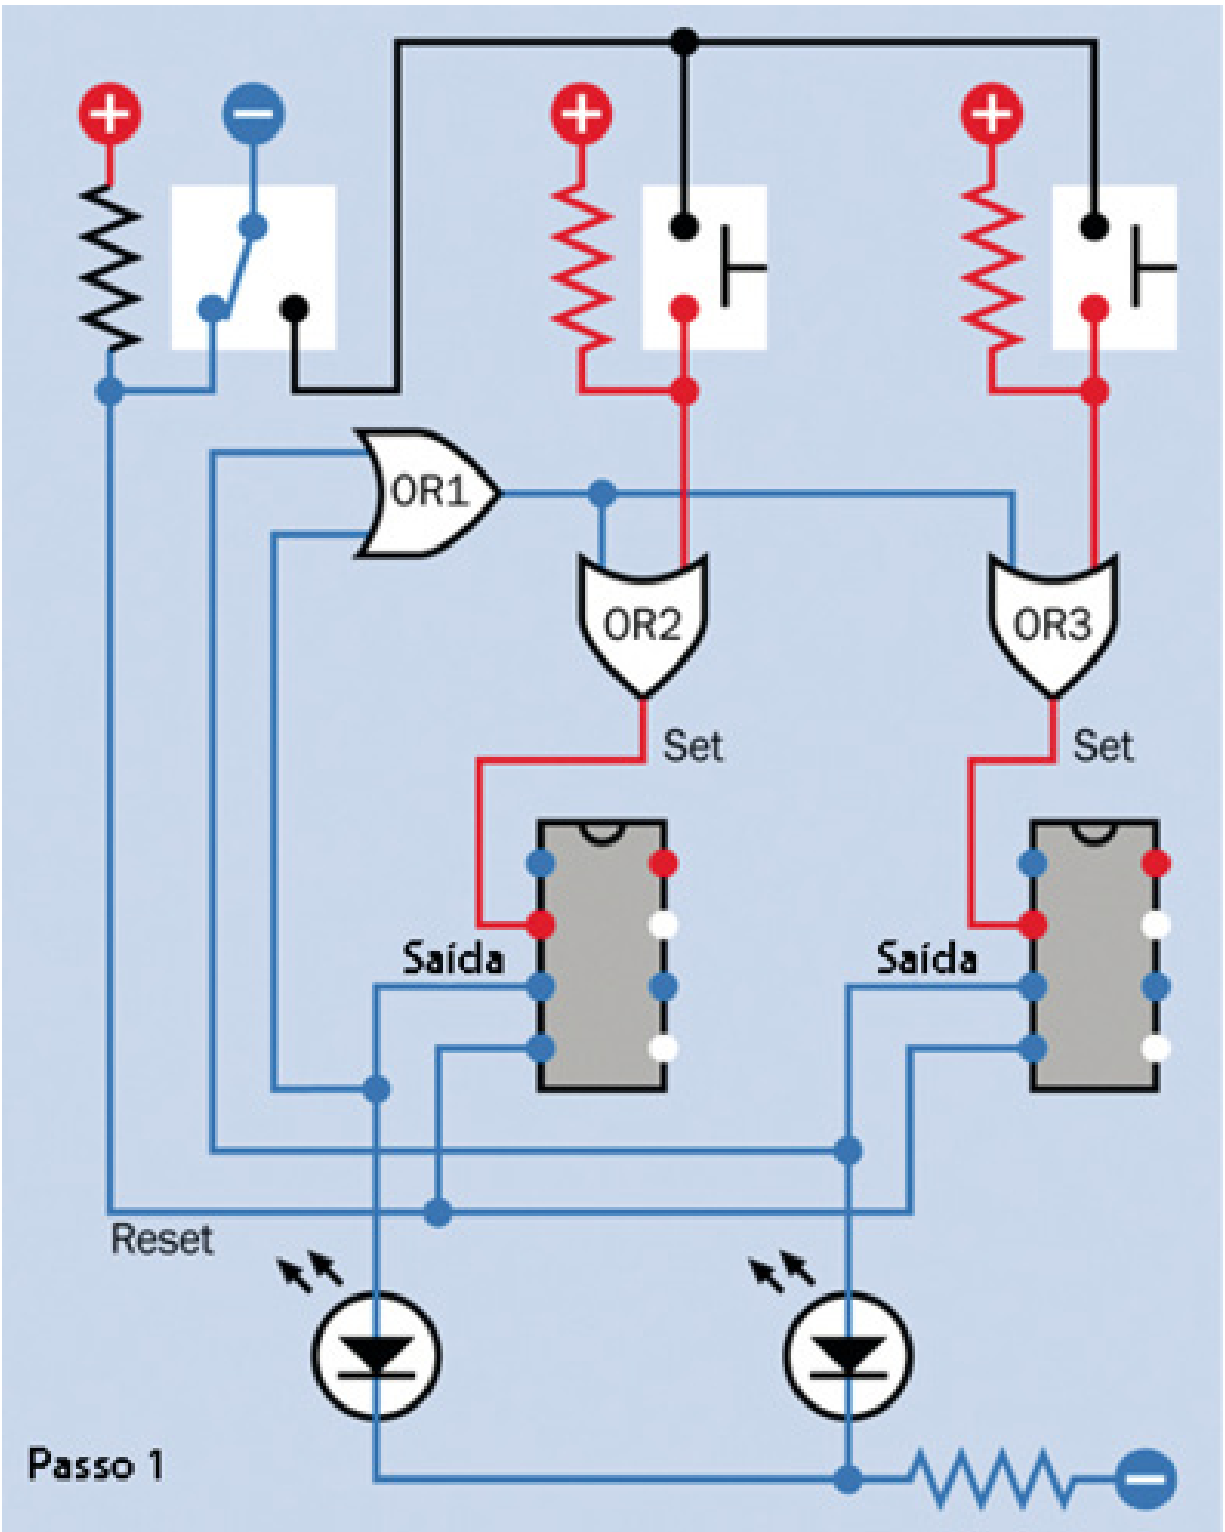 +
−
+
+
OR1
OR2
OR3
Set
Set
Saída
Saída
Reset
Passo 1
−